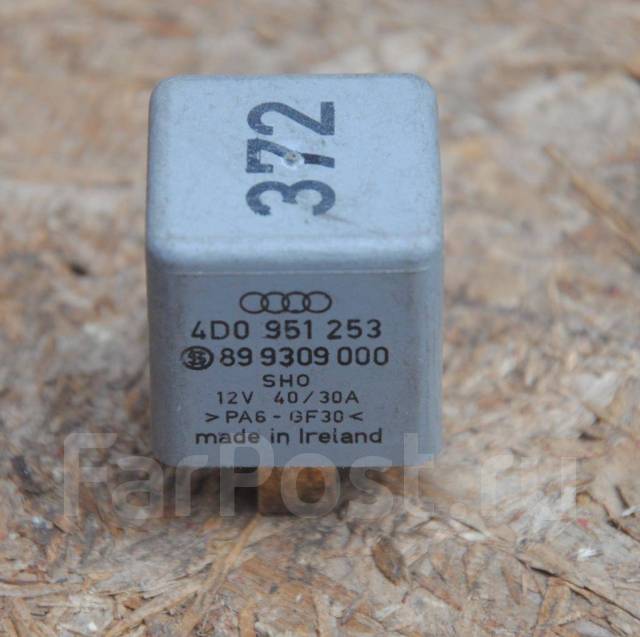 372
4D0 951 253
89 9309 000
SHO
12V 40/30A
>PA6-GF30<
made in Ireland
FarPost.ru